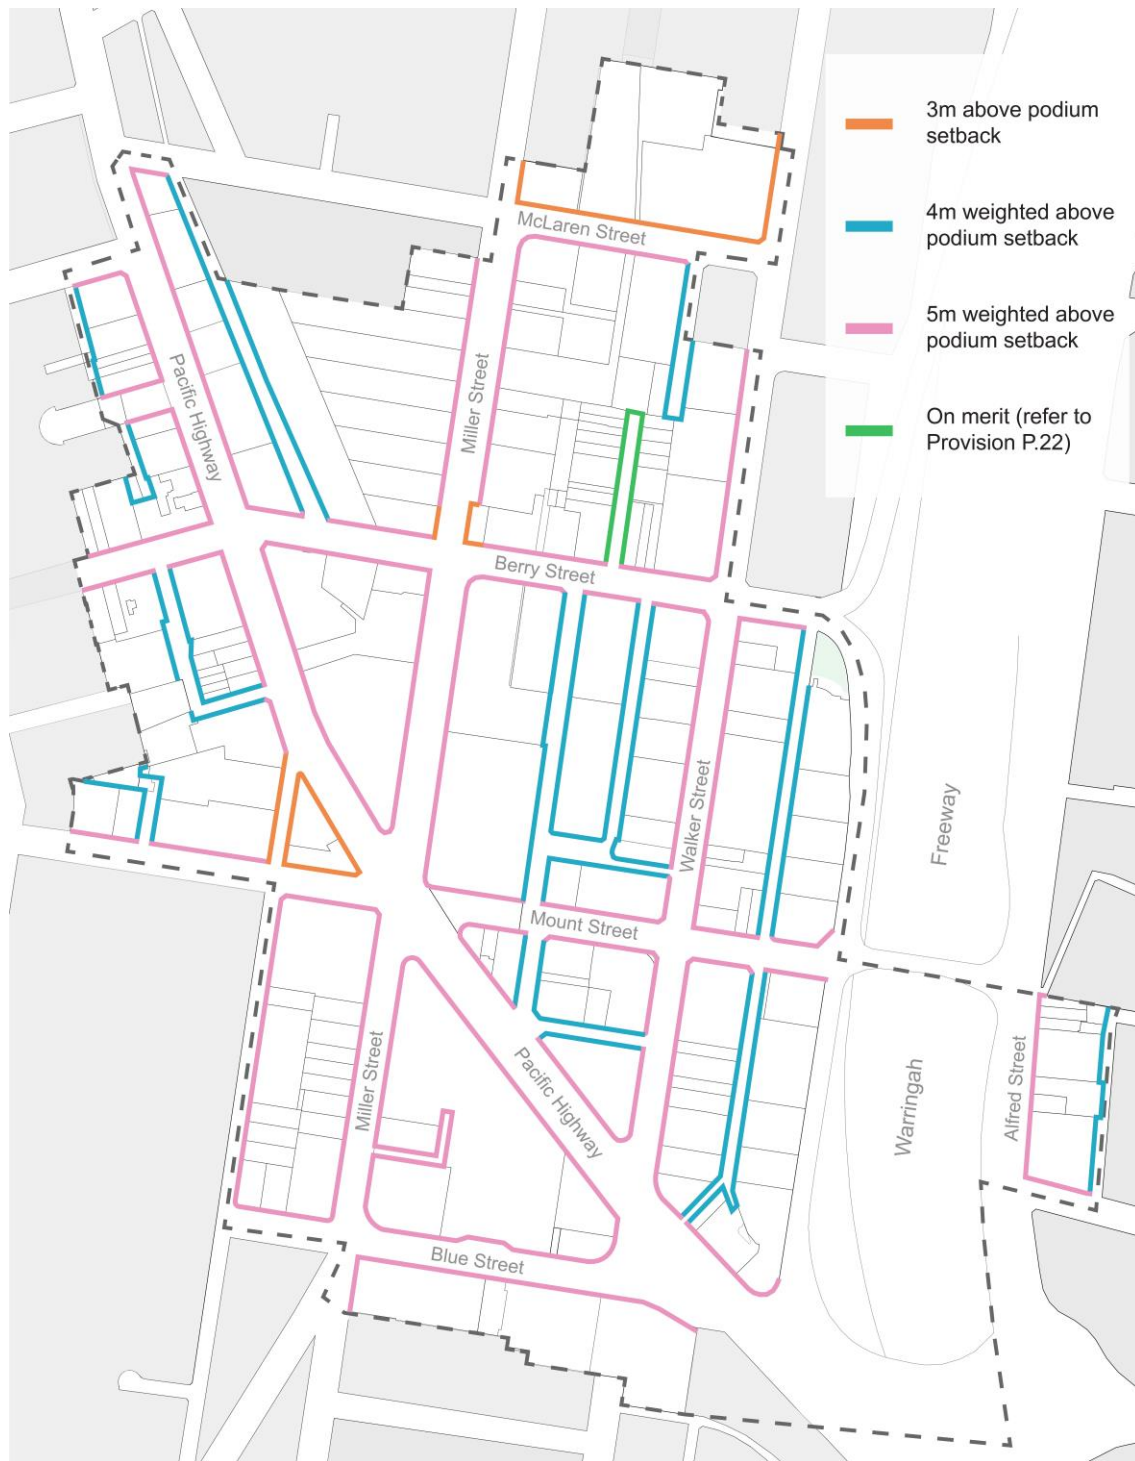 3m above podium
setback
4m weighted above
podium setback
5m weighted above
podium setback
On merit (refer to
Provision P.22)
McLaren Street
Miller Street
Pacific Highway
Berry Street
Walker Street
Freeway
Mount Street
Pacific Highway
Miller Street
Warringah
Alfred Street
Blue Street